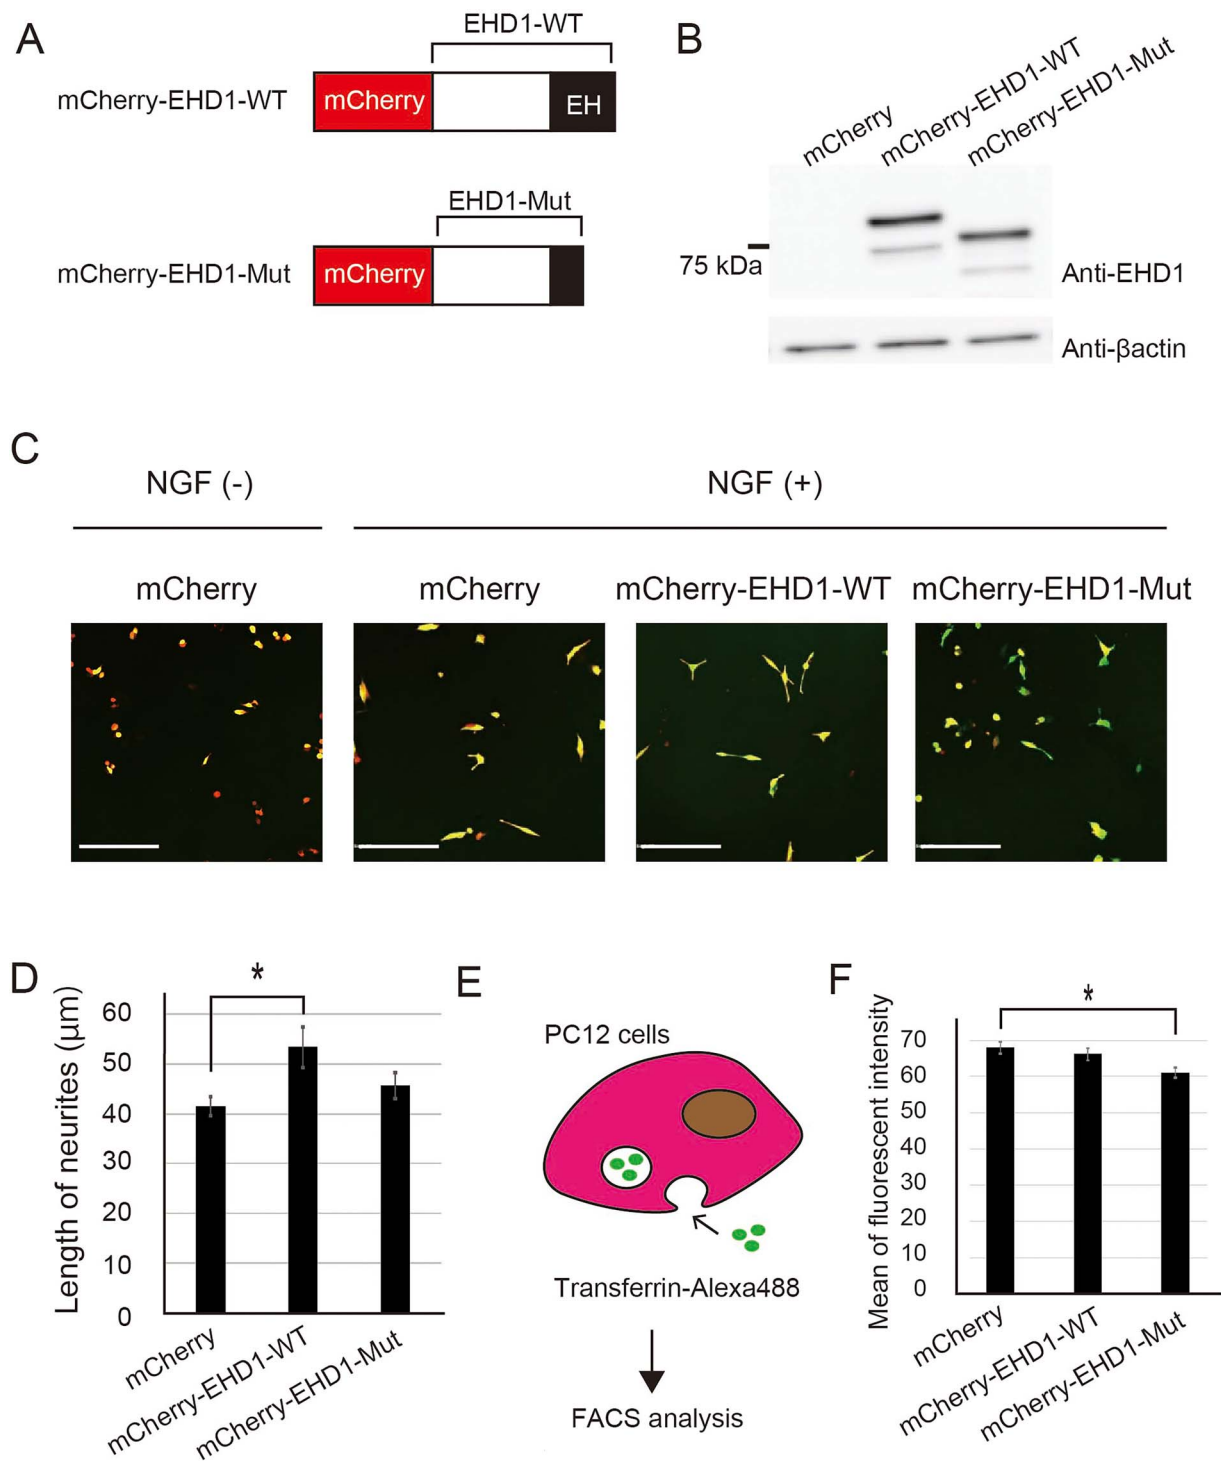 A
EHD1-WT
mCherry-EHD1-WT
mCherry
EH
EHD1-Mut
mCherry-EHD1-Mut
mCherry
B
mCherry
mCherry-EHD1-WT
mCherry-EHD1-Mut
75 kDa
Anti-EHD1
Anti-βactin
C
NGF (-)
NGF (+)
mCherry
mCherry
mCherry-EHD1-WT
mCherry-EHD1-Mut
D
*
Length of neurites (μm)
60
50
40
30
20
10
0
mCherry
mCherry-EHD1-WT
mCherry-EHD1-Mut
E
PC12 cells
Transferrin-Alexa488
FACS analysis
F
*
Mean of fluorescent intensity
70
60
50
40
30
20
10
0
mCherry
mCherry-EHD1-WT
mCherry-EHD1-Mut